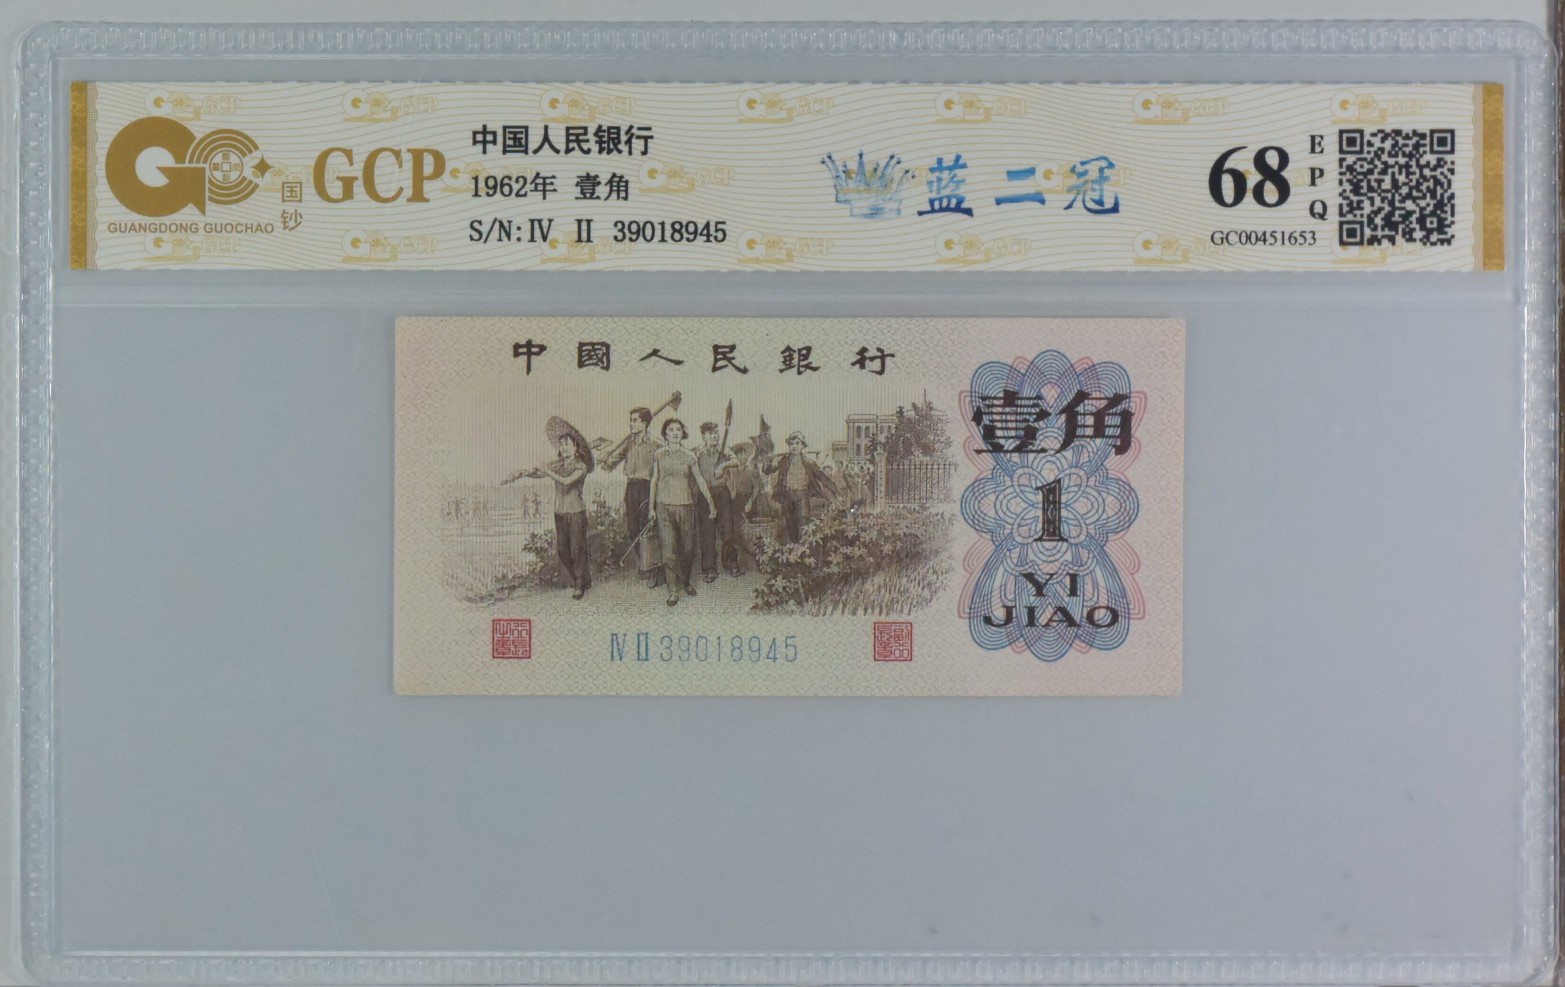 GUANGDONG GUOCHAO
国钞
GCP
中国人民银行
1962年 壹角
S/N: IV II 39018945
蓝二冠
68
EPQ
GC00451653
中國人民銀行
壹角
1
YI
JIAO
IV II 39018945